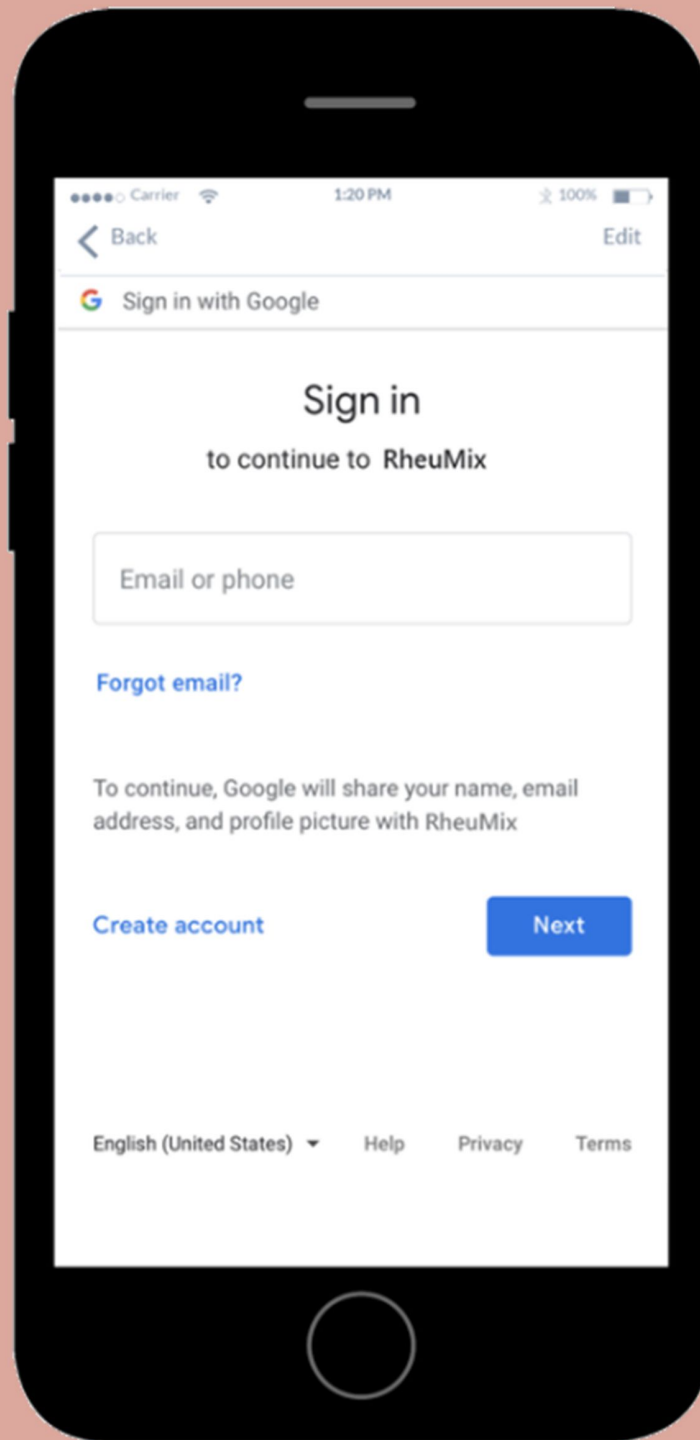 Carrier 1:20 PM 100%
Back Edit
Sign in with Google
Sign in
to continue to RheuMix
Email or phone
Forgot email?
To continue, Google will share your name, email
address, and profile picture with RheuMix
Create account Next
English (United States) Help Privacy Terms